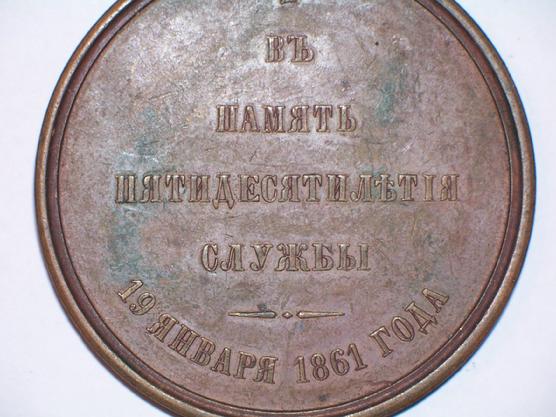 ВЪ
ПАМЯТЬ
ПЯТИДЕСЯТИЛѢТІЯ
СЛУЖБЫ
19 ЯНВАРЯ 1861 ГОДА